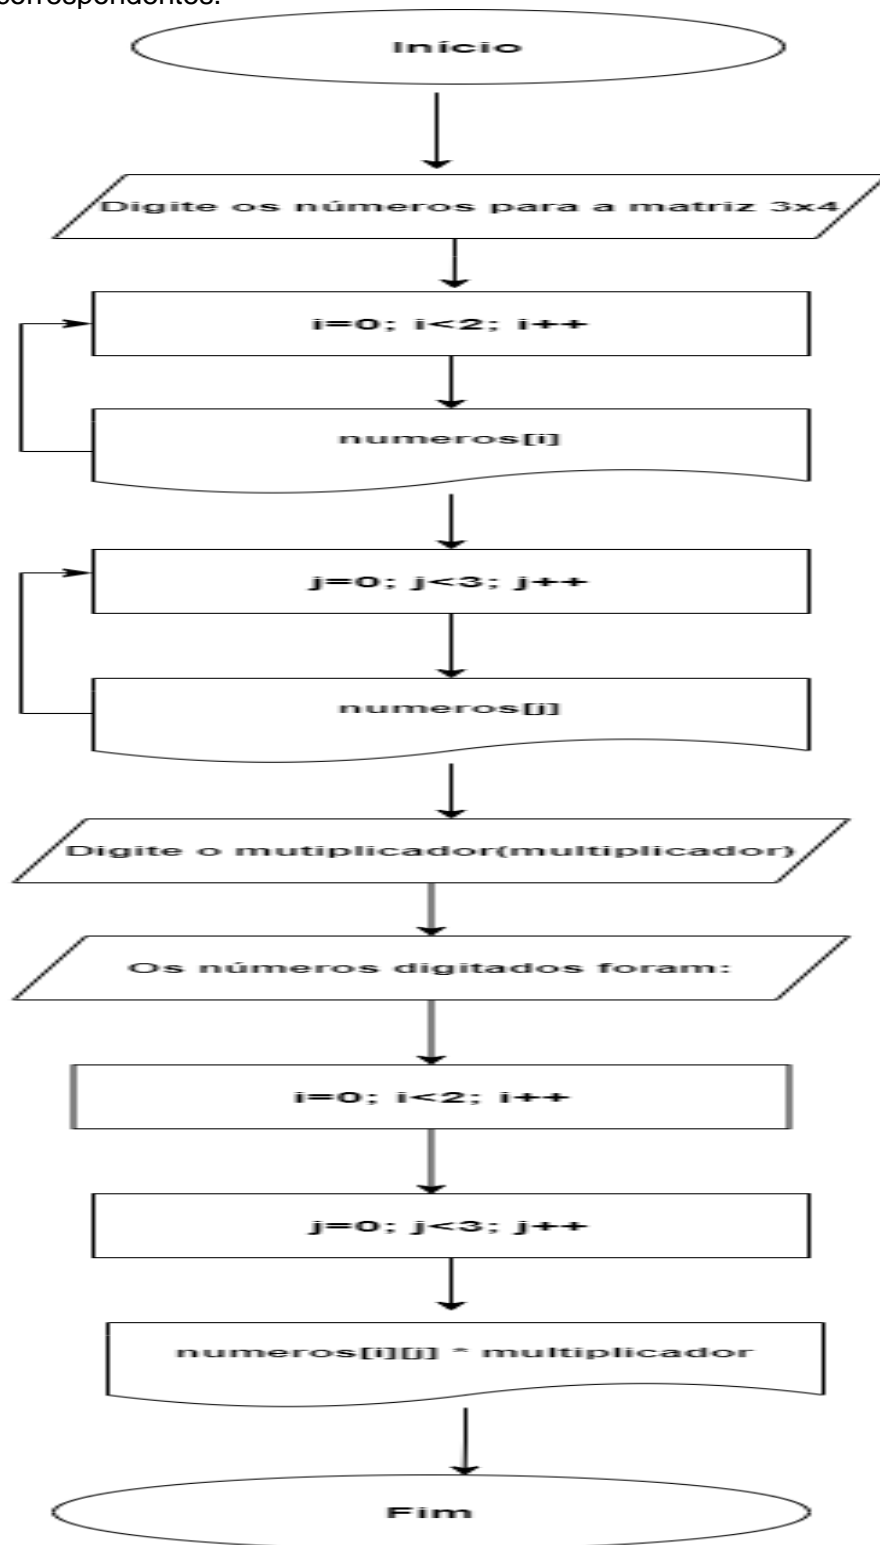 correspondentes.
Início
Digite os números para a matriz 3x4
i=0; i<2; i++
numeros[i]
j=0; j<3; j++
numeros[j]
Digite o mutiplicador(multiplicador)
Os números digitados foram:
i=0; i<2; i++
j=0; j<3; j++
numeros[i][j] * multiplicador
Fim